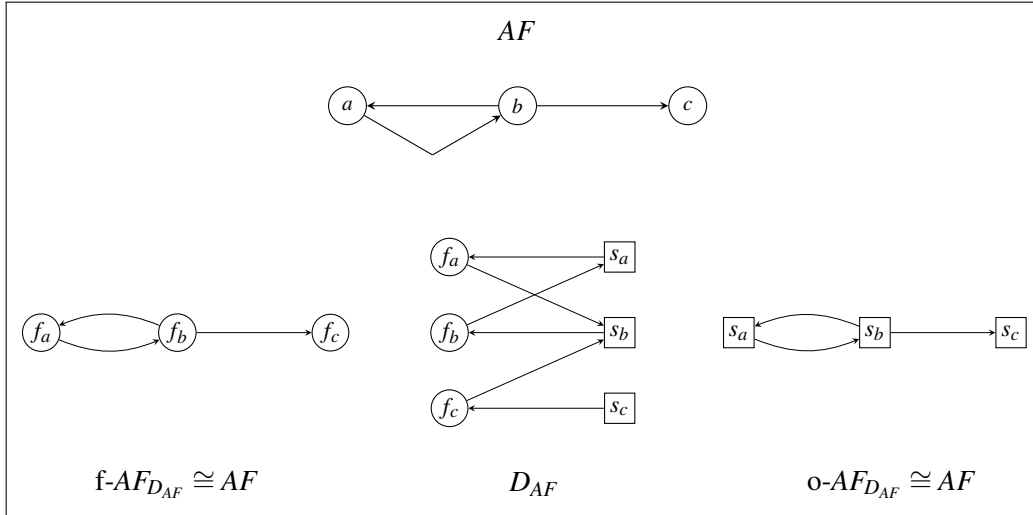 AF
a b c
f_a s_a
f_a f_b f_c f_b s_b s_a s_b s_c
f_c s_c
f-AF_{D_{AF}} ≅ AF D_{AF} o-AF_{D_{AF}} ≅ AF